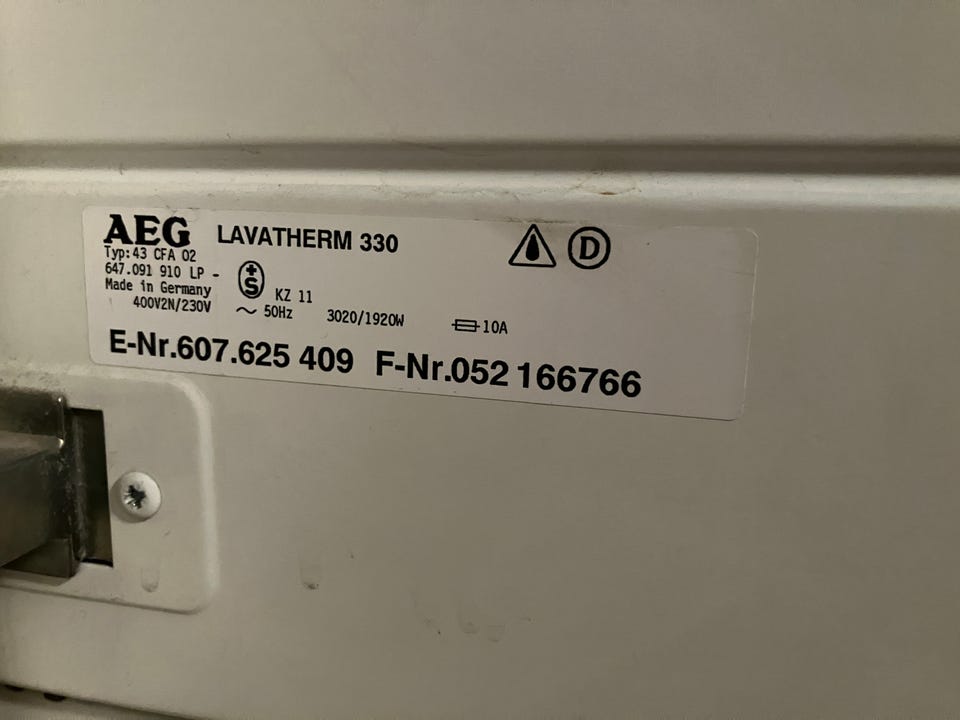 AEG LAVATHERM 330
Typ:43 CFA 02
647.091 910 LP -
Made in Germany
400V2N/230V
+S
KZ 11
~ 50Hz 3020/1920W 10A
D
E-Nr.607.625 409 F-Nr.052 166766